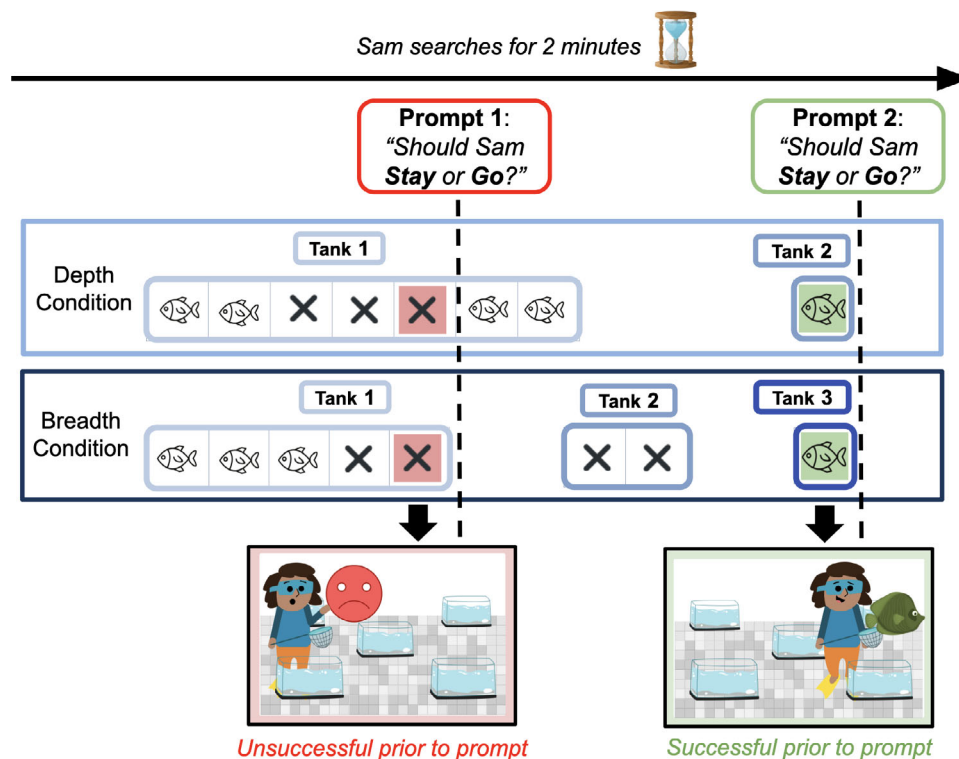 Sam searches for 2 minutes
Prompt 1:
“Should Sam
Stay or Go?”
Prompt 2:
“Should Sam
Stay or Go?”
Depth
Condition
Tank 1
Tank 2
Breadth
Condition
Tank 1
Tank 2
Tank 3
Unsuccessful prior to prompt
Successful prior to prompt